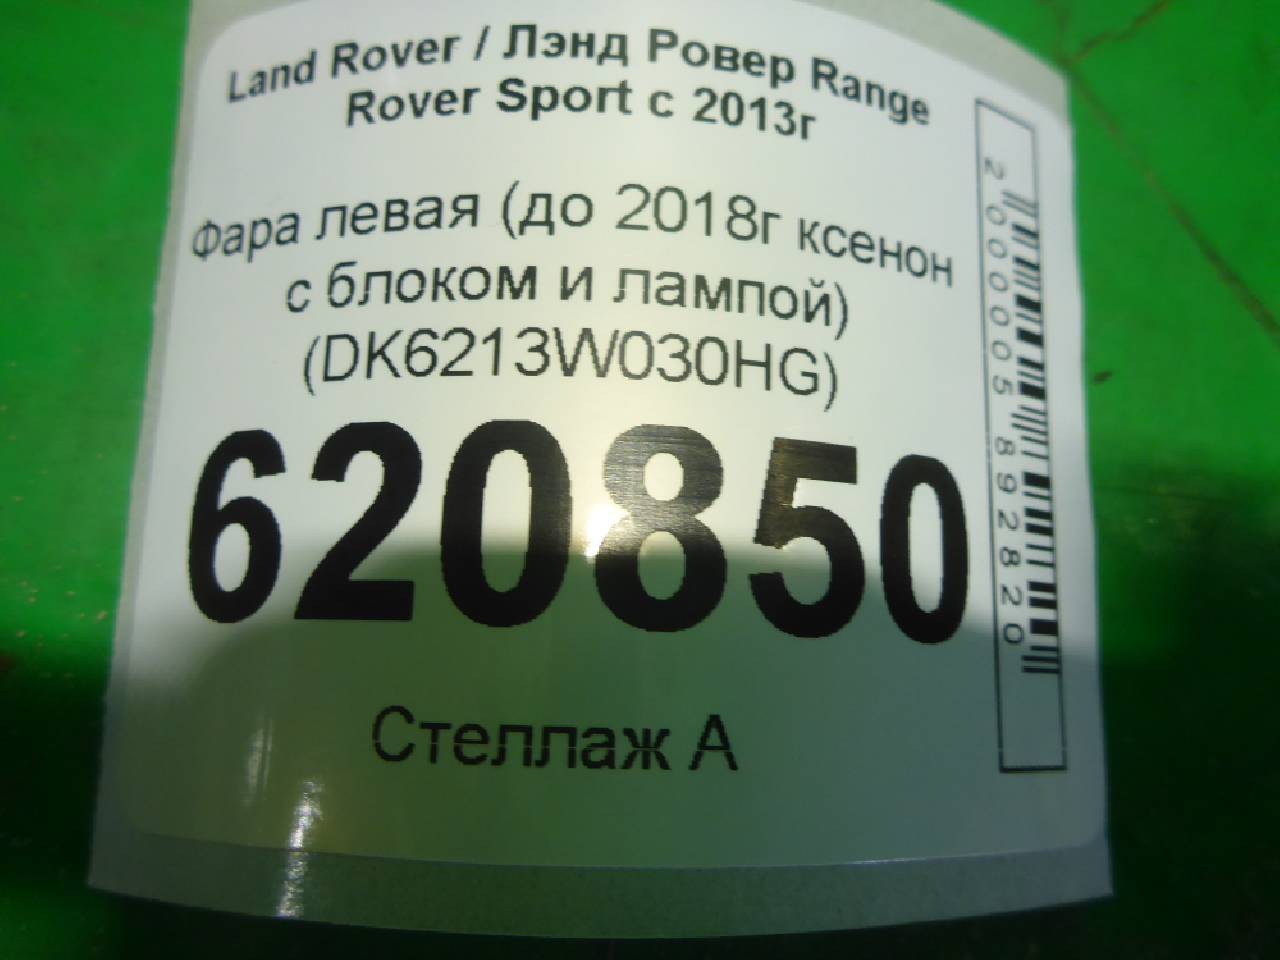 Land Rover / Лэнд Ровер Range
Rover Sport с 2013г
Фара левая (до 2018г ксенон
с блоком и лампой)
(DK6213W030HG)
620850
Стеллаж А
2000005892820